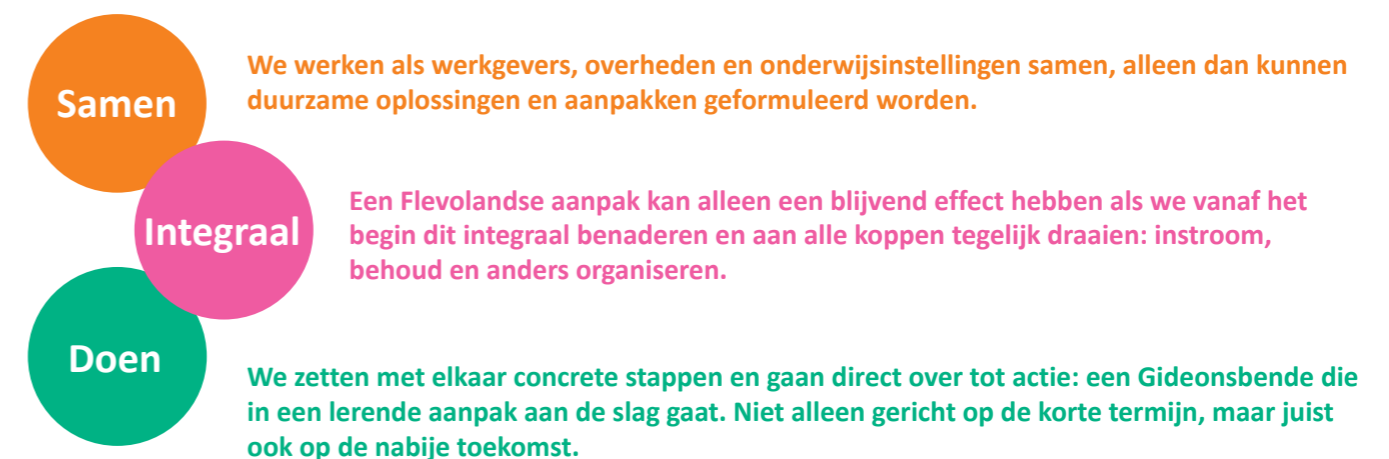 Samen
We werken als werkgevers, overheden en onderwijsinstellingen samen, alleen dan kunnen
duurzame oplossingen en aanpakken geformuleerd worden.
Integraal
Een Flevolandse aanpak kan alleen een blijvend effect hebben als we vanaf het
begin dit integraal benaderen en aan alle koppen tegelijk draaien: instroom,
behoud en anders organiseren.
Doen
We zetten met elkaar concrete stappen en gaan direct over tot actie: een Gideonsbende die
in een lerende aanpak aan de slag gaat. Niet alleen gericht op de korte termijn, maar juist
ook op de nabije toekomst.